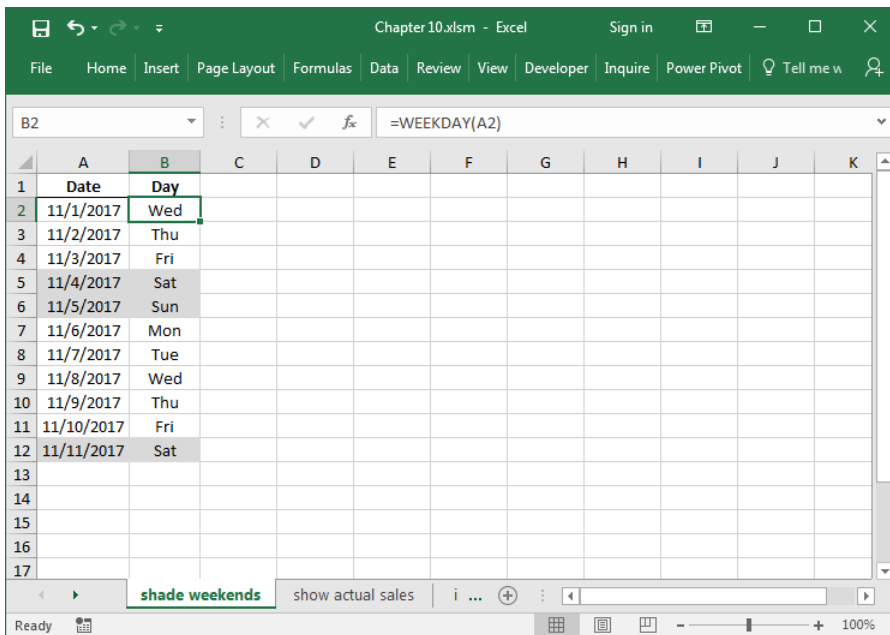 Chapter 10.xlsm - Excel Sign in
File Home Insert Page Layout Formulas Data Review View Developer Inquire Power Pivot Tell me w
B2 fx =WEEKDAY(A2)
A B C D E F G H I J K
1 Date Day
2 11/1/2017 Wed
3 11/2/2017 Thu
4 11/3/2017 Fri
5 11/4/2017 Sat
6 11/5/2017 Sun
7 11/6/2017 Mon
8 11/7/2017 Tue
9 11/8/2017 Wed
10 11/9/2017 Thu
11 11/10/2017 Fri
12 11/11/2017 Sat
13
14
15
16
17
shade weekends show actual sales i ...
Ready 100%